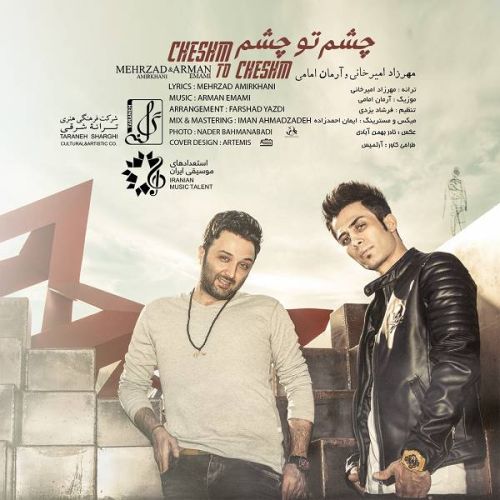 CHESHM
TO CHESHM
چشم تو چشم
MEHRZAD & ARMAN
AMIRKHANI EMAMI
مهرزاد امیرخانی و آرمان امامی
LYRICS : MEHRZAD AMIRKHANI
MUSIC : ARMAN EMAMI
ARRANGEMENT : FARSHAD YAZDI
MIX & MASTERING : IMAN AHMADZADEH
PHOTO : NADER BAHMANABADI
COVER DESIGN : ARTEMIS
ترانه : مهرزاد امیرخانی
موزیک : آرمان امامی
تنظیم : فرشاد یزدی
میکس و مسترینگ : ایمان احمدزاده
عکس : نادر بهمن آبادی
طراحی کاور : آرتمیس
شرکت فرهنگی هنری
ترانه شرقی
TARANEH SHARGHI
CULTURAL&ARTISTIC CO.
استعدادهای
موسیقی ایران
IRANIAN
MUSIC TALENT